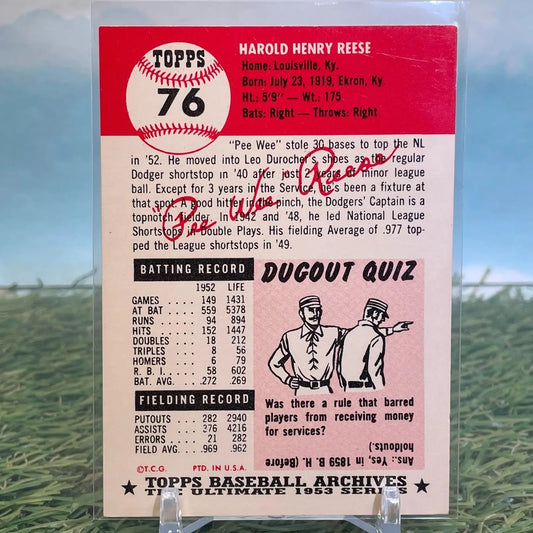 TOPPS
76
HAROLD HENRY REESE
Home: Louisville, Ky.
Born: July 23, 1919, Ekron, Ky.
Ht.: 5'9" — Wt.: 175
Bats: Right — Throws: Right
"Pee Wee" stole 30 bases to top the NL
in '52. He moved into Leo Durocher's shoes as the regular
Dodger shortstop in '40 after just 2 years of minor league
ball. Except for 3 years in the Service, he's been a fixture at
that spot. A good hitter in the pinch, the Dodgers' Captain is a
topnotch fielder. In 1942 and '48, he led National League
Shortstops in Double Plays. His fielding Average of .977 top-
ped the League shortstops in '49.
"Pee Wee" Reese
BATTING RECORD
1952 LIFE
GAMES . . . . 149 1431
AT BAT . . . . 559 5378
RUNS . . . . 94 894
HITS . . . . . 152 1447
DOUBLES . . . 18 212
TRIPLES . . . 8 56
HOMERS . . . 6 79
R. B. I. . . . . 58 602
BAT. AVG. . . .272 .269
FIELDING RECORD
PUTOUTS . . . 282 2940
ASSISTS . . . 376 4216
ERRORS . . . 21 282
FIELD AVG. . . .969 .962
©T.C.G. PTD. IN U.S.A.
DUGOUT QUIZ
Was there a rule that barred
players from receiving money
for services?
Ans.: Yes, in 1859 B. H. (Before
holdouts.)
★ TOPPS BASEBALL ARCHIVES ★
THE ULTIMATE 1953 SERIES